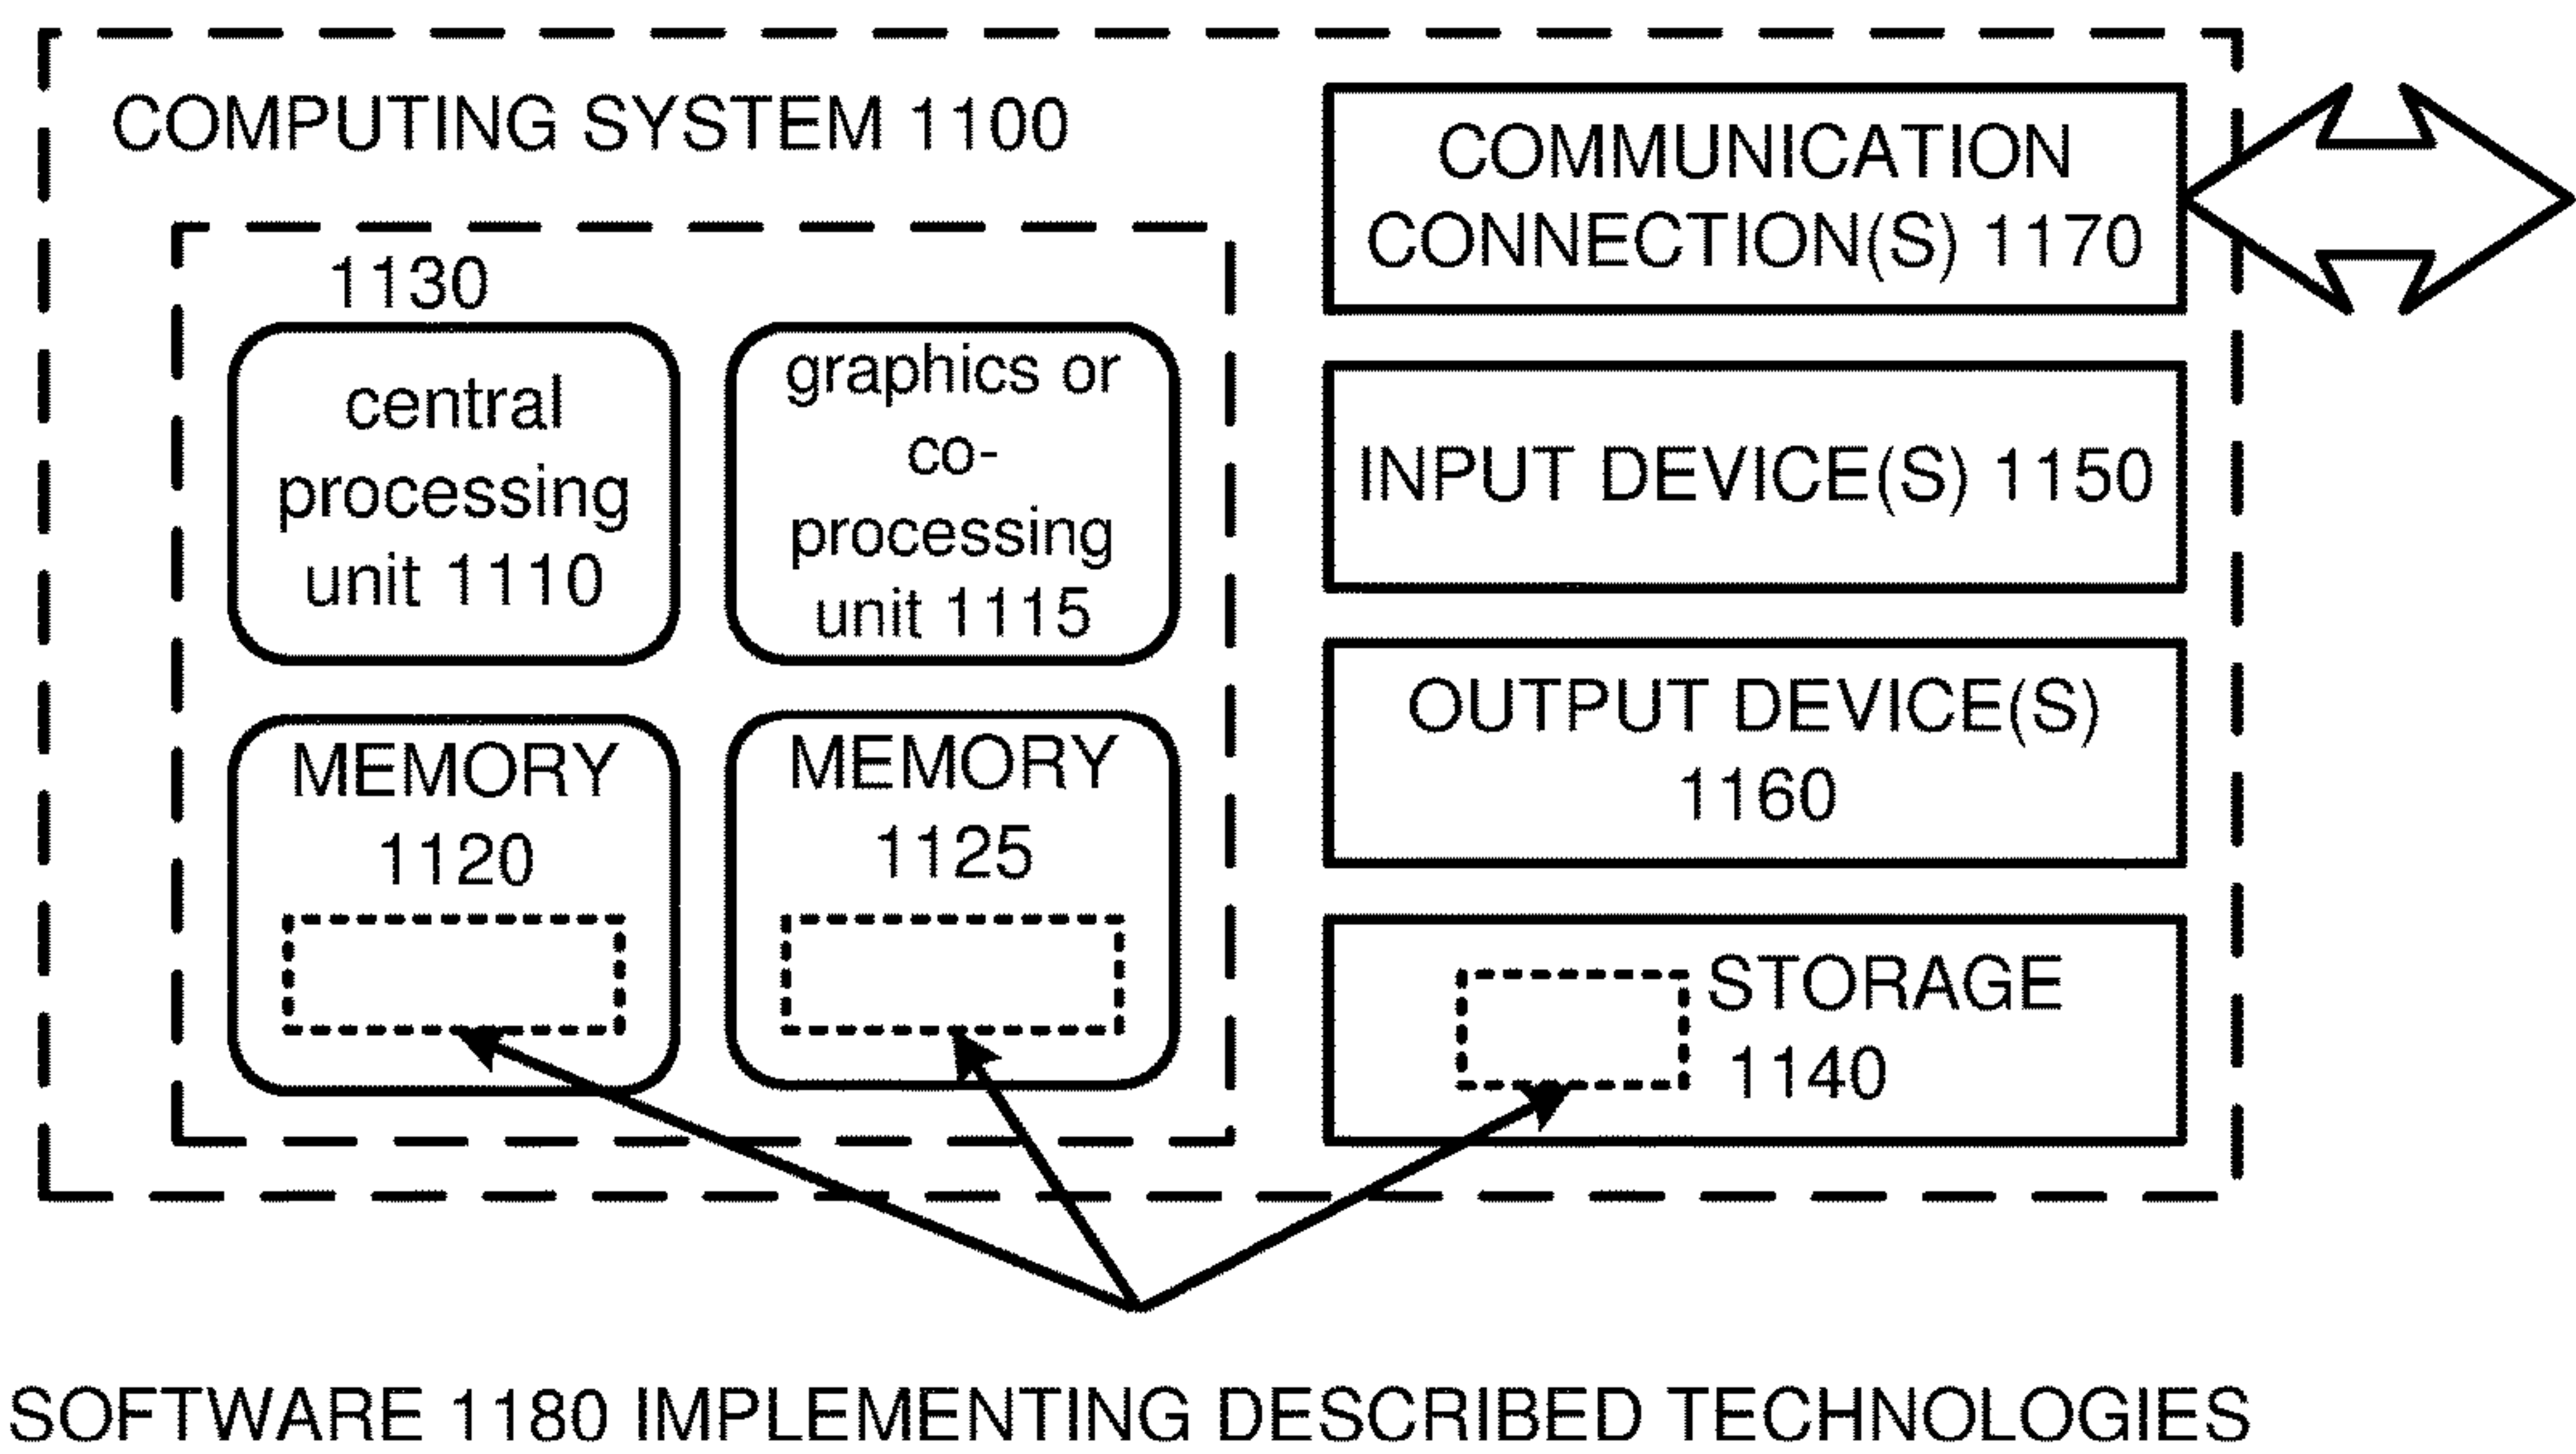 COMPUTING SYSTEM 1100
1130
central
processing
unit 1110
graphics or
co-
processing
unit 1115
MEMORY
1120
MEMORY
1125
COMMUNICATION
CONNECTION(S) 1170
INPUT DEVICE(S) 1150
OUTPUT DEVICE(S)
1160
STORAGE
1140
SOFTWARE 1180 IMPLEMENTING DESCRIBED TECHNOLOGIES